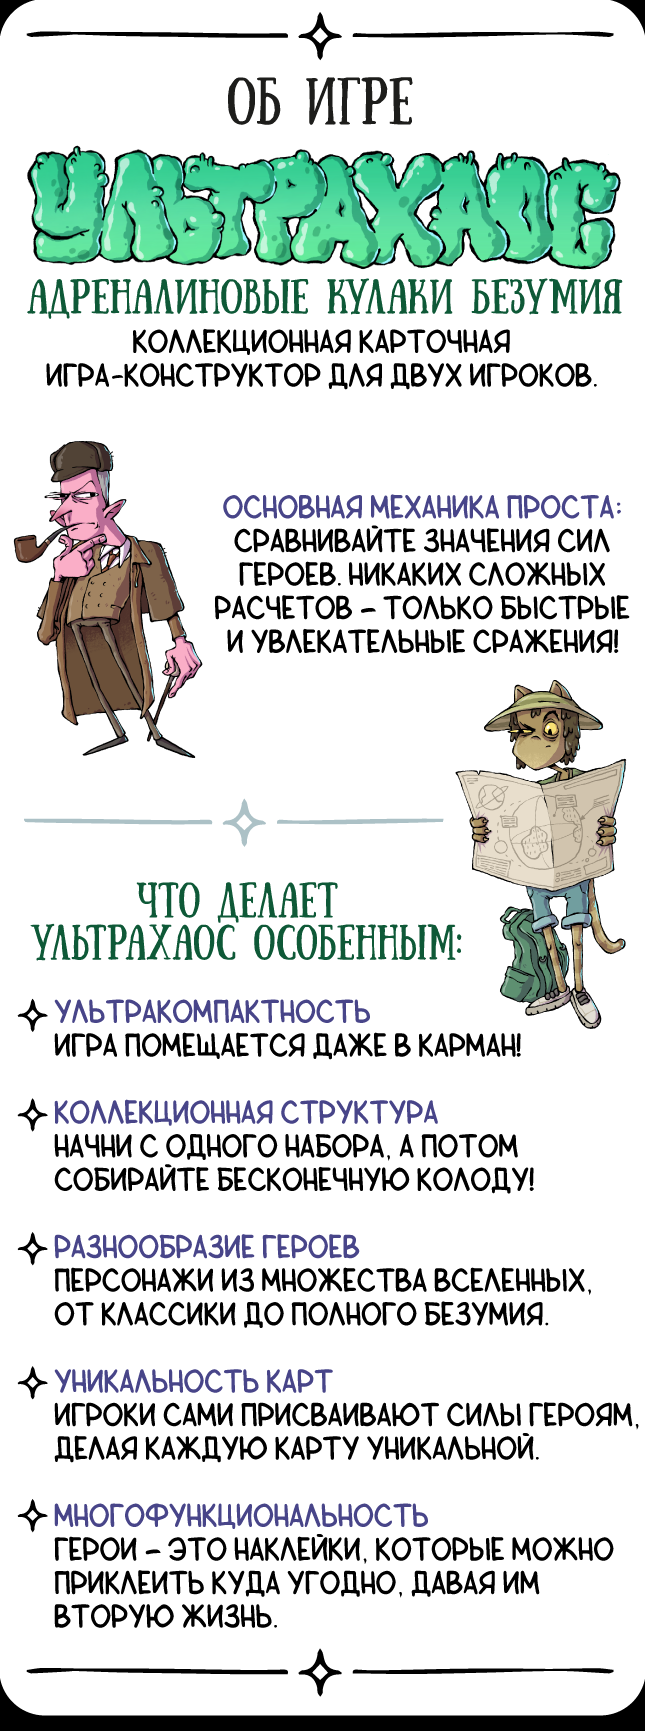 ОБ ИГРЕ
УЛЬТРАХАОС
АДРЕНАЛИНОВЫЕ КУЛАКИ БЕЗУМИЯ
КОЛЛЕКЦИОННАЯ КАРТОЧНАЯ
ИГРА-КОНСТРУКТОР ДЛЯ ДВУХ ИГРОКОВ.
ОСНОВНАЯ МЕХАНИКА ПРОСТА:
СРАВНИВАЙТЕ ЗНАЧЕНИЯ СИЛ
ГЕРОЕВ. НИКАКИХ СЛОЖНЫХ
РАСЧЕТОВ – ТОЛЬКО БЫСТРЫЕ
И УВЛЕКАТЕЛЬНЫЕ СРАЖЕНИЯ!
ЧТО ДЕЛАЕТ
УЛЬТРАХАОС ОСОБЕННЫМ:
УЛЬТРАКОМПАКТНОСТЬ
ИГРА ПОМЕЩАЕТСЯ ДАЖЕ В КАРМАН!
КОЛЛЕКЦИОННАЯ СТРУКТУРА
НАЧНИ С ОДНОГО НАБОРА, А ПОТОМ
СОБИРАЙТЕ БЕСКОНЕЧНУЮ КОЛОДУ!
РАЗНООБРАЗИЕ ГЕРОЕВ
ПЕРСОНАЖИ ИЗ МНОЖЕСТВА ВСЕЛЕННЫХ,
ОТ КЛАССИКИ ДО ПОЛНОГО БЕЗУМИЯ.
УНИКАЛЬНОСТЬ КАРТ
ИГРОКИ САМИ ПРИСВАИВАЮТ СИЛЫ ГЕРОЯМ,
ДЕЛАЯ КАЖДУЮ КАРТУ УНИКАЛЬНОЙ.
МНОГОФУНКЦИОНАЛЬНОСТЬ
ГЕРОИ – ЭТО НАКЛЕЙКИ, КОТОРЫЕ МОЖНО
ПРИКЛЕИТЬ КУДА УГОДНО, ДАВАЯ ИМ
ВТОРУЮ ЖИЗНЬ.